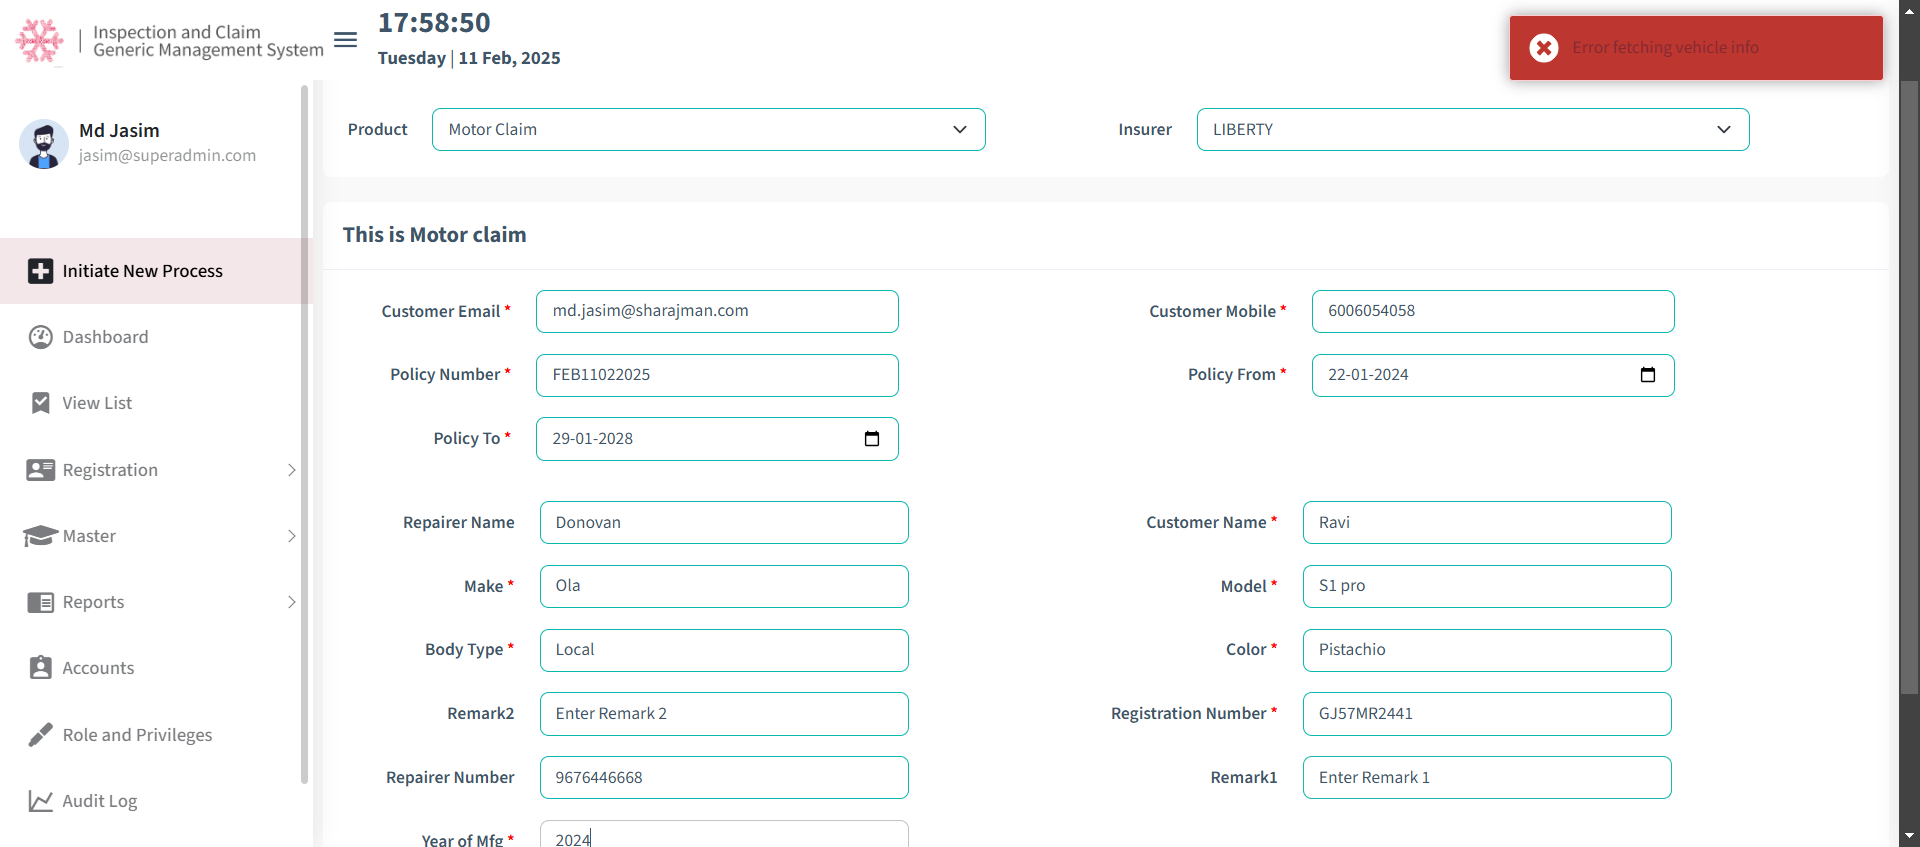 Inspection and Claim
Generic Management System
17:58:50
Tuesday | 11 Feb, 2025
Error fetching vehicle info
Md Jasim
jasim@superadmin.com
Initiate New Process
Dashboard
View List
Registration
Master
Reports
Accounts
Role and Privileges
Audit Log
Product
Motor Claim
Insurer
LIBERTY
This is Motor claim
Customer Email *
md.jasim@sharajman.com
Customer Mobile *
6006054058
Policy Number *
FEB11022025
Policy From *
22-01-2024
Policy To *
29-01-2028
Repairer Name
Donovan
Customer Name *
Ravi
Make *
Ola
Model *
S1 pro
Body Type *
Local
Color *
Pistachio
Remark2
Enter Remark 2
Registration Number *
GJ57MR2441
Repairer Number
9676446668
Remark1
Enter Remark 1
Year of Mfg *
2024